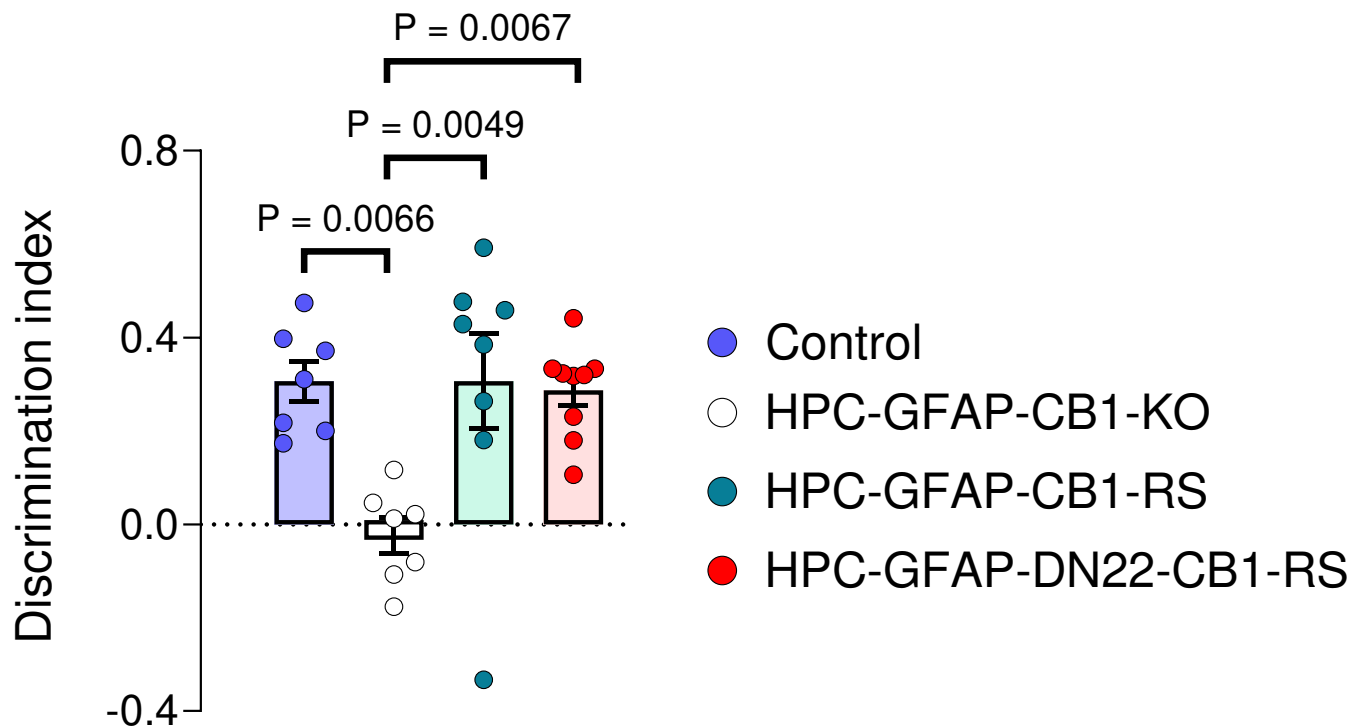 P = 0.0067
P = 0.0049
P = 0.0066
0.8
0.4
0.0
-0.4
Discrimination index
Control
HPC-GFAP-CB1-KO
HPC-GFAP-CB1-RS
HPC-GFAP-DN22-CB1-RS